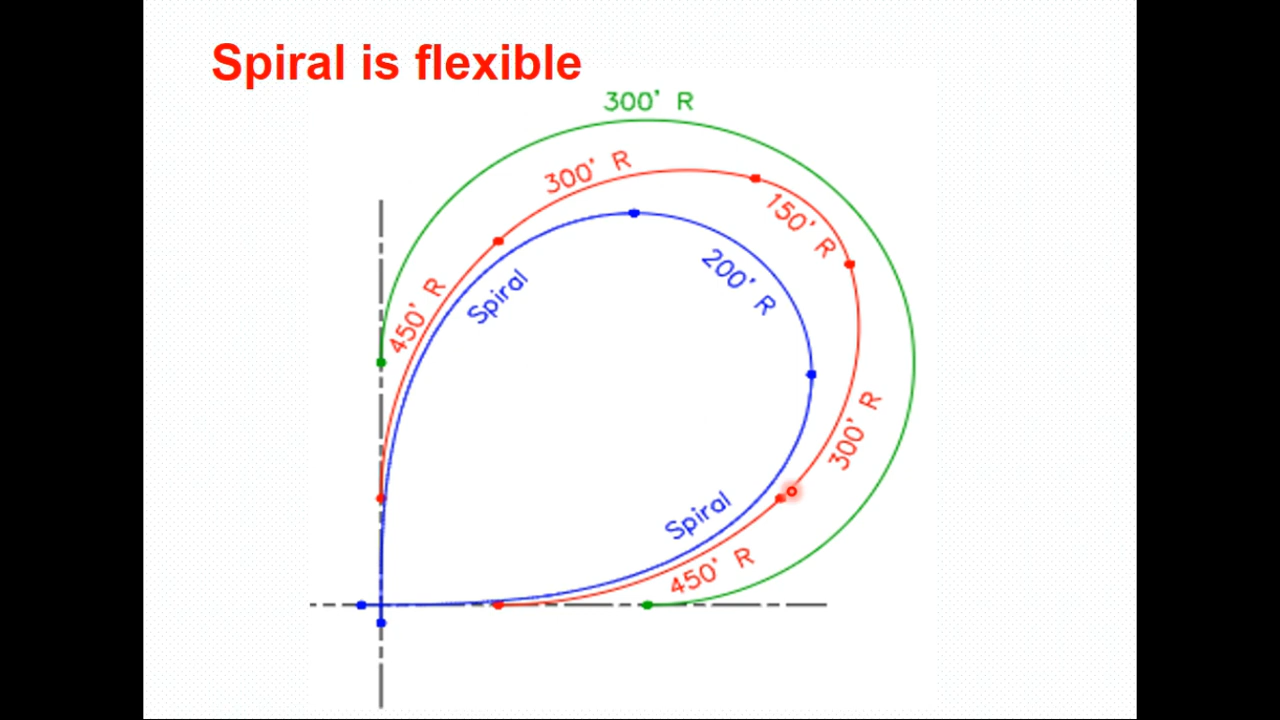 Spiral is flexible
300' R
300' R
150' R
450' R
Spiral
200' R
300' R
Spiral
450' R